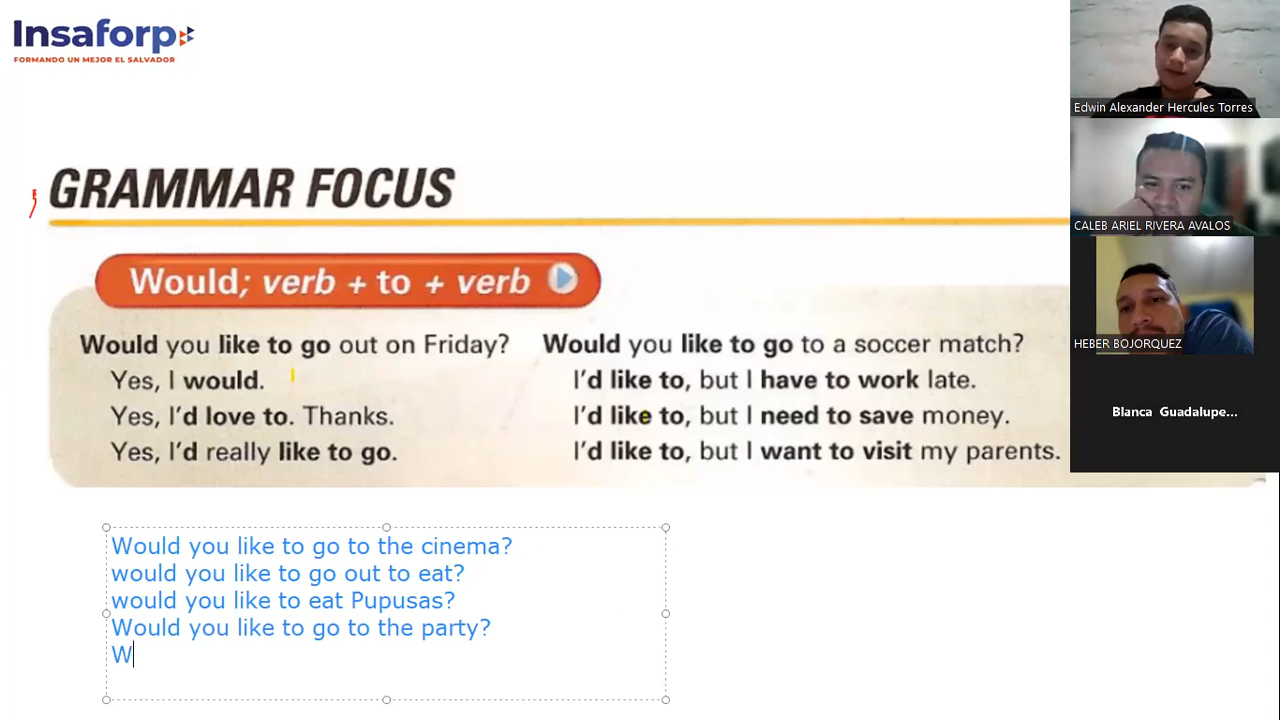 Insaforp
FORMANDO UN MEJOR EL SALVADOR
GRAMMAR FOCUS
Would; verb + to + verb
Would you like to go out on Friday?
Yes, I would.
Yes, I'd love to. Thanks.
Yes, I'd really like to go.
Would you like to go to a soccer match?
I'd like to, but I have to work late.
I'd like to, but I need to save money.
I'd like to, but I want to visit my parents.
Would you like to go to the cinema?
would you like to go out to eat?
would you like to eat Pupusas?
Would you like to go to the party?
W
Edwin Alexander Hercules Torres
CALEB ARIEL RIVERA AVALOS
HEBER BOJORQUEZ
Blanca Guadalupe...